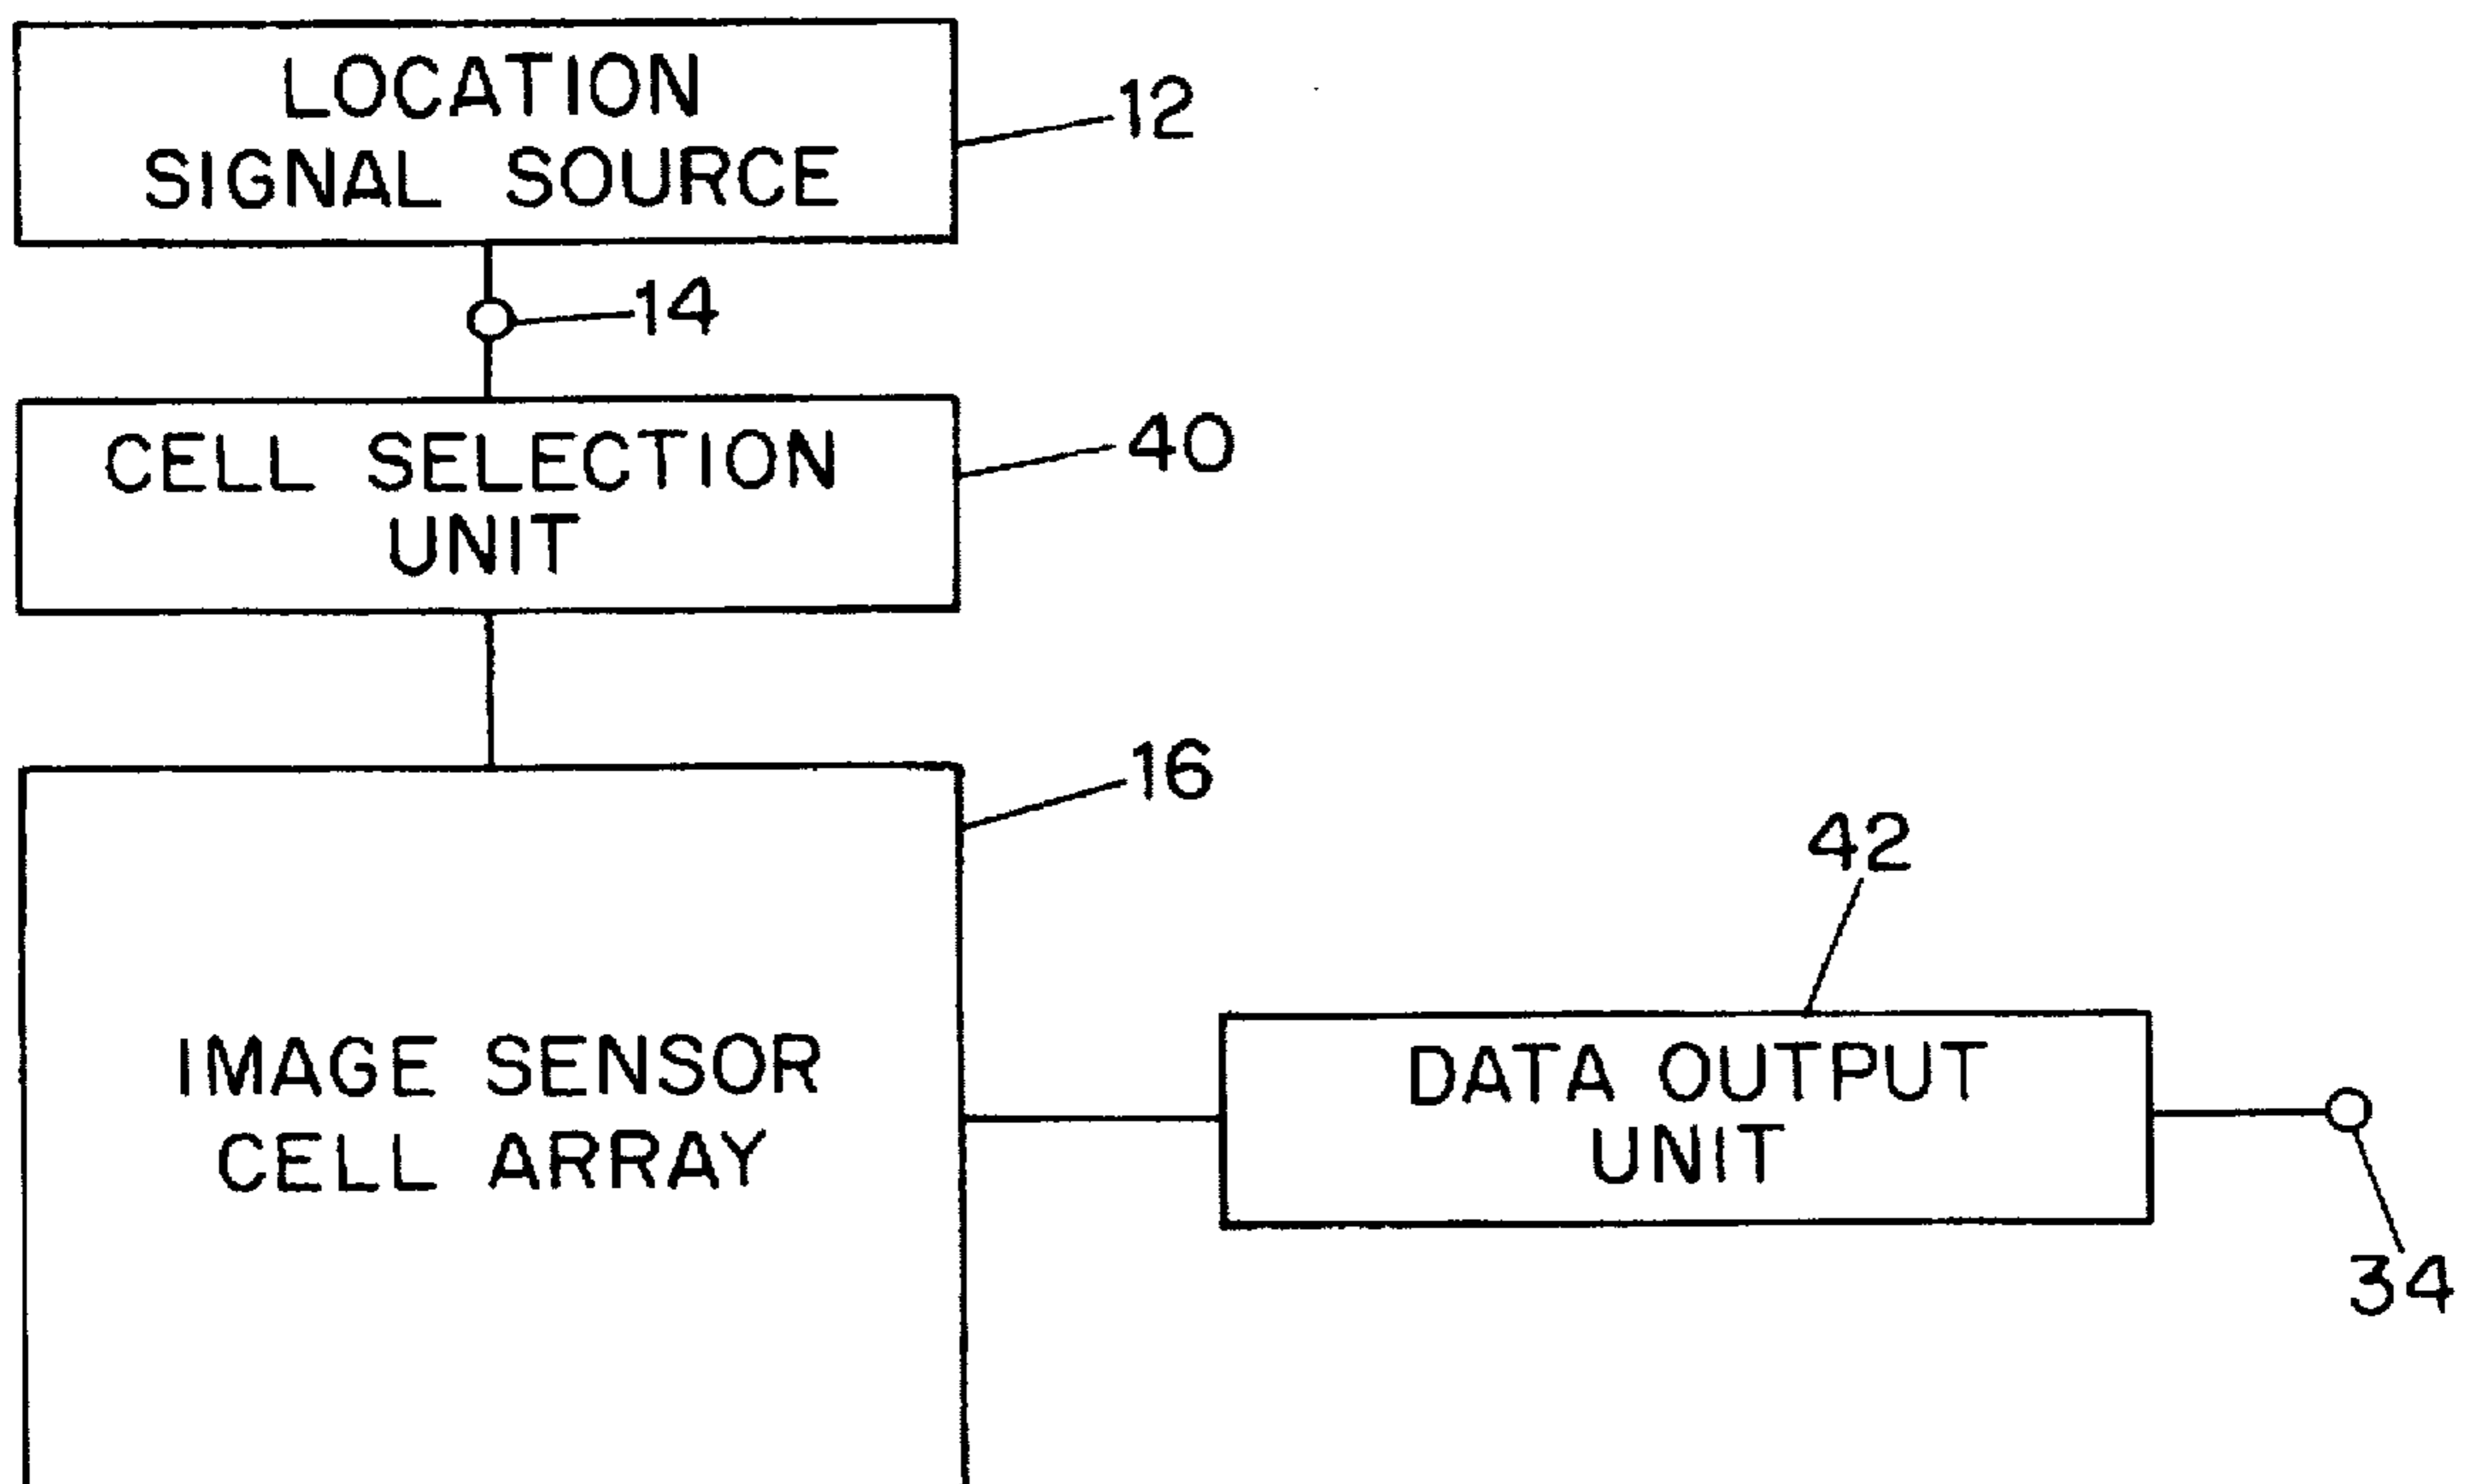 LOCATION
SIGNAL SOURCE
12
14
CELL SELECTION
UNIT
40
16
IMAGE SENSOR
CELL ARRAY
42
DATA OUTPUT
UNIT
34